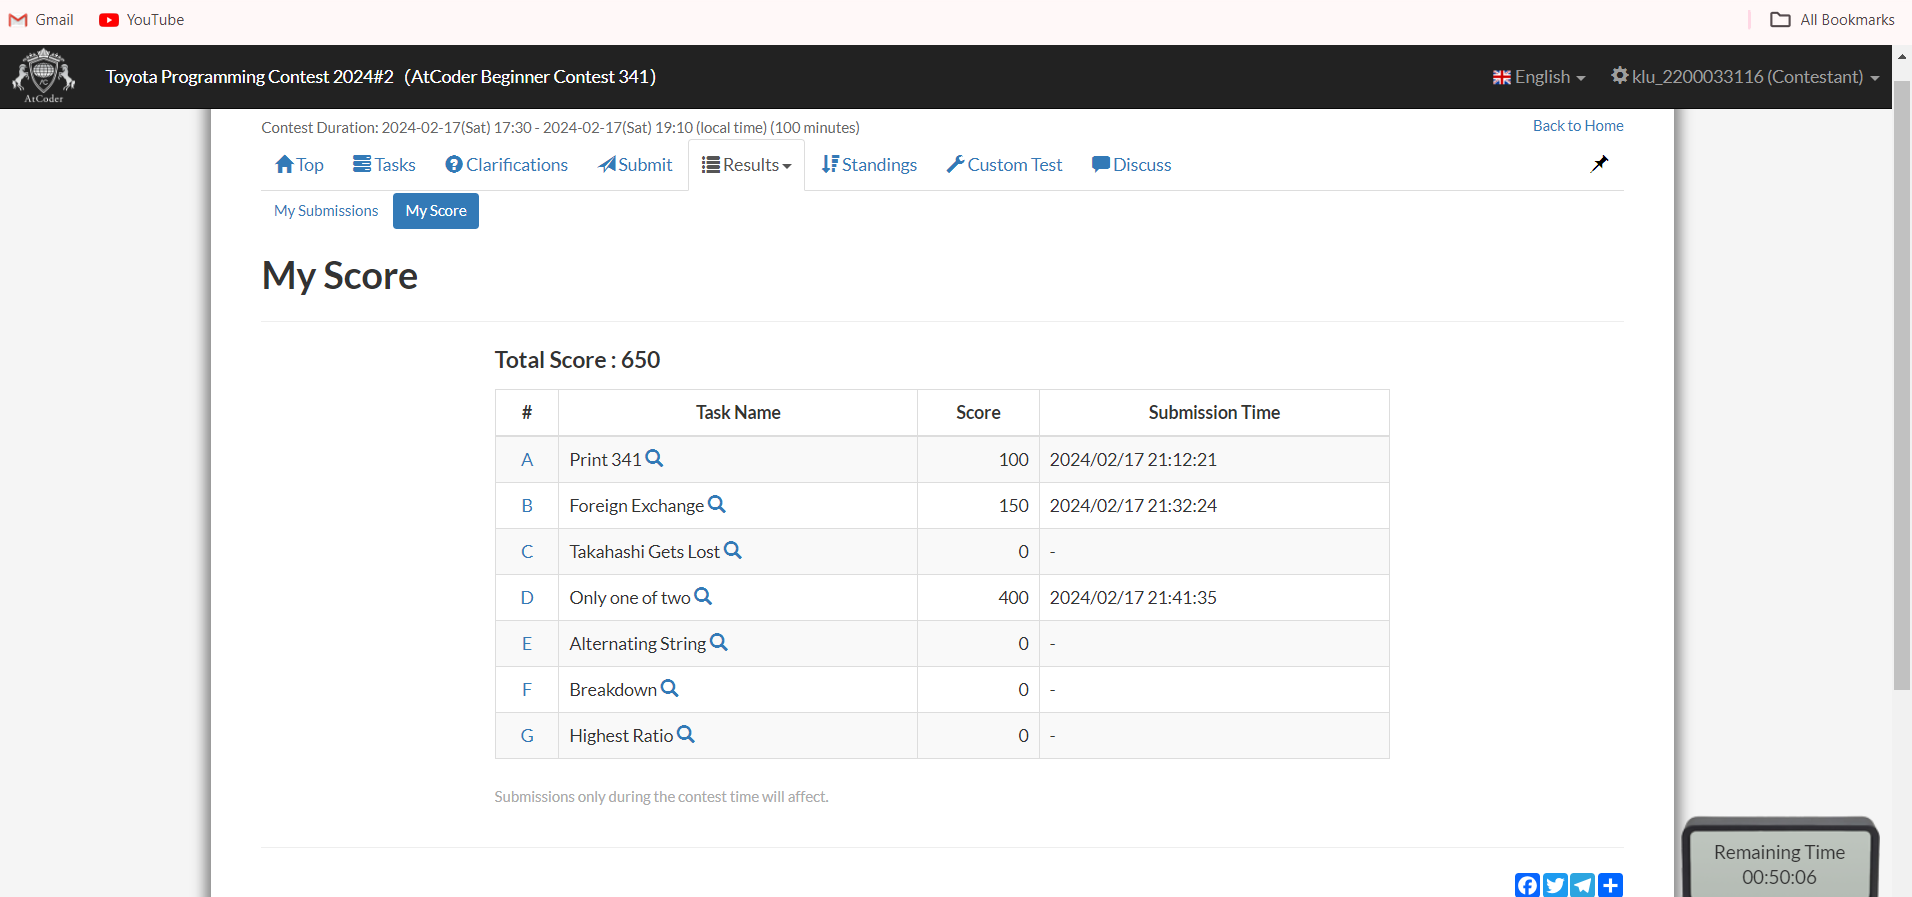 Gmail YouTube All Bookmarks
AtCoder
Toyota Programming Contest 2024#2 (AtCoder Beginner Contest 341) English klu_2200033116 (Contestant)
Contest Duration: 2024-02-17(Sat) 17:30 - 2024-02-17(Sat) 19:10 (local time) (100 minutes) Back to Home
Top Tasks Clarifications Submit Results Standings Custom Test Discuss
My Submissions My Score
My Score
Total Score : 650
# Task Name Score Submission Time
A Print 341 100 2024/02/17 21:12:21
B Foreign Exchange 150 2024/02/17 21:32:24
C Takahashi Gets Lost 0 -
D Only one of two 400 2024/02/17 21:41:35
E Alternating String 0 -
F Breakdown 0 -
G Highest Ratio 0 -
Submissions only during the contest time will affect.
Remaining Time
00:50:06